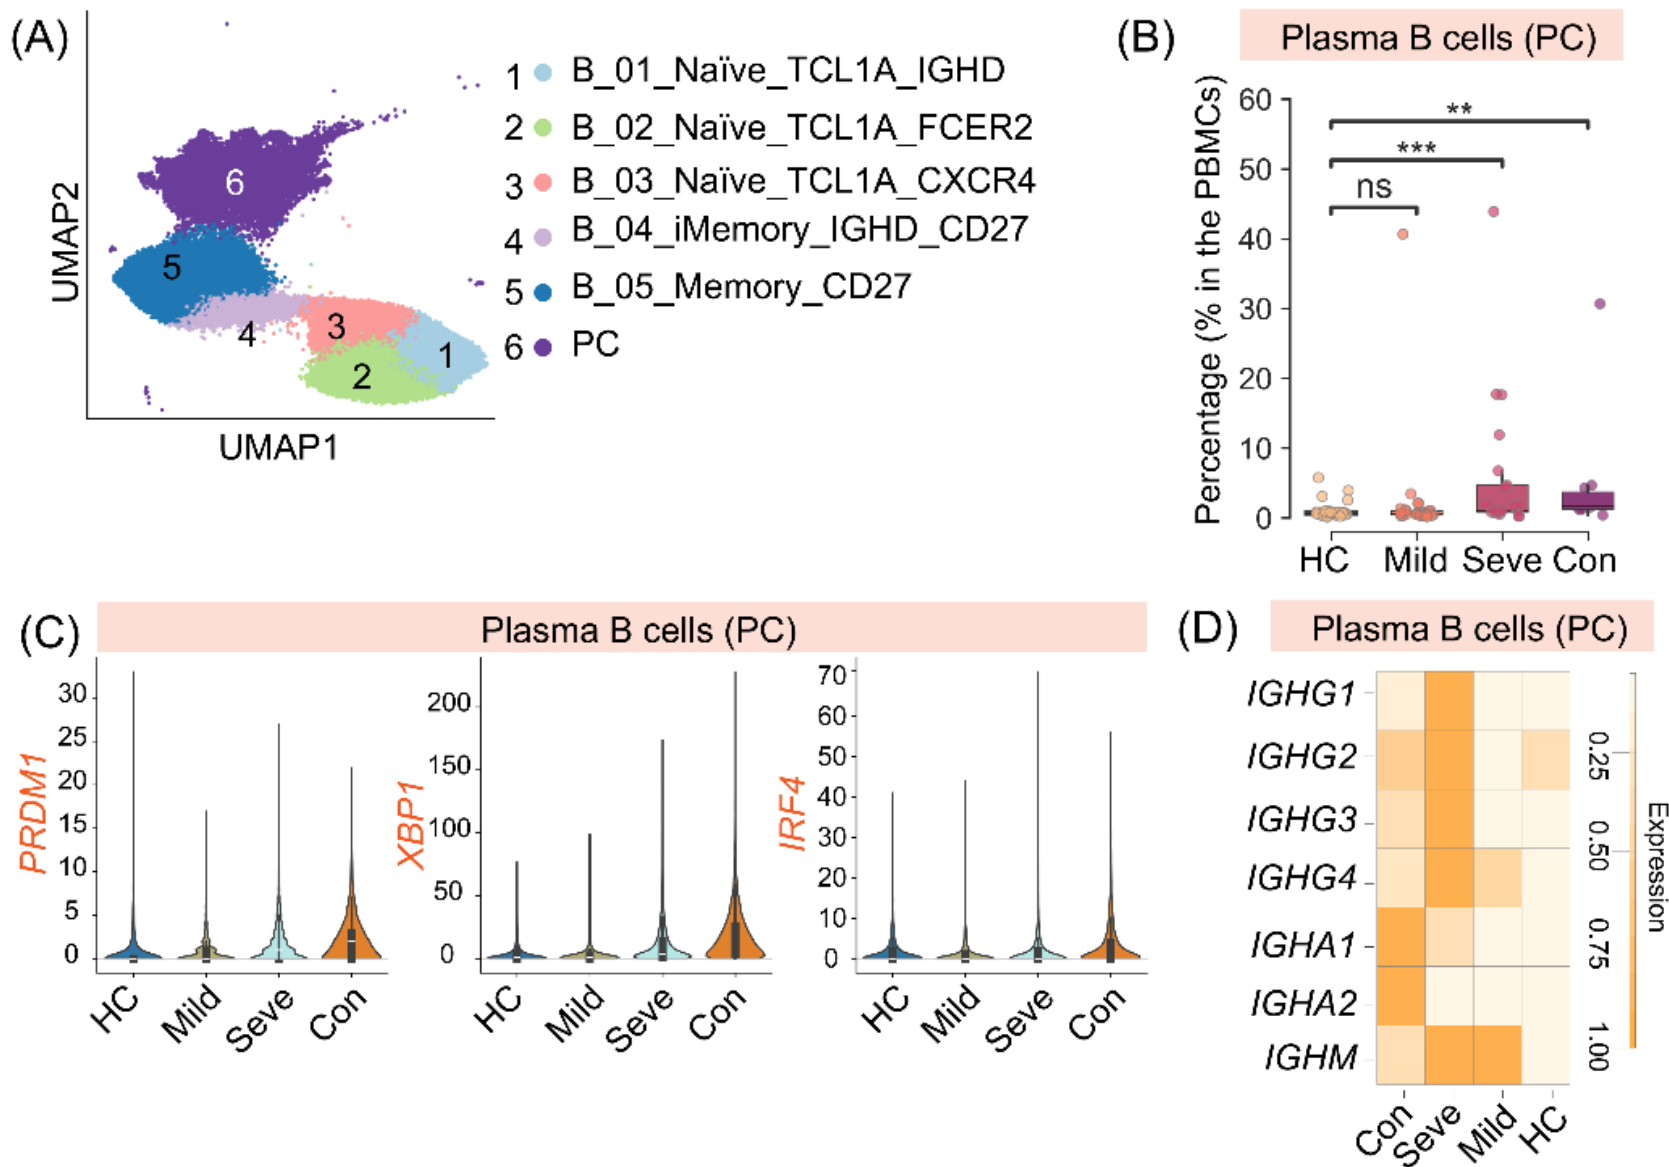 (A)
UMAP2
UMAP1
6
5
4
3
2
1
1 B_01_Naïve_TCL1A_IGHD
2 B_02_Naïve_TCL1A_FCER2
3 B_03_Naïve_TCL1A_CXCR4
4 B_04_iMemory_IGHD_CD27
5 B_05_Memory_CD27
6 PC
(B)
Plasma B cells (PC)
Percentage (% in the PBMCs)
60
50
40
30
20
10
0
**
***
ns
HC Mild Seve Con
(C)
Plasma B cells (PC)
PRDM1
30
25
20
15
10
5
0
HC Mild Seve Con
XBP1
200
150
100
50
0
HC Mild Seve Con
IRF4
70
60
50
40
30
20
10
0
HC Mild Seve Con
(D)
Plasma B cells (PC)
IGHG1
IGHG2
IGHG3
IGHG4
IGHA1
IGHA2
IGHM
Con Seve Mild HC
0.25
0.50
0.75
1.00
Expression